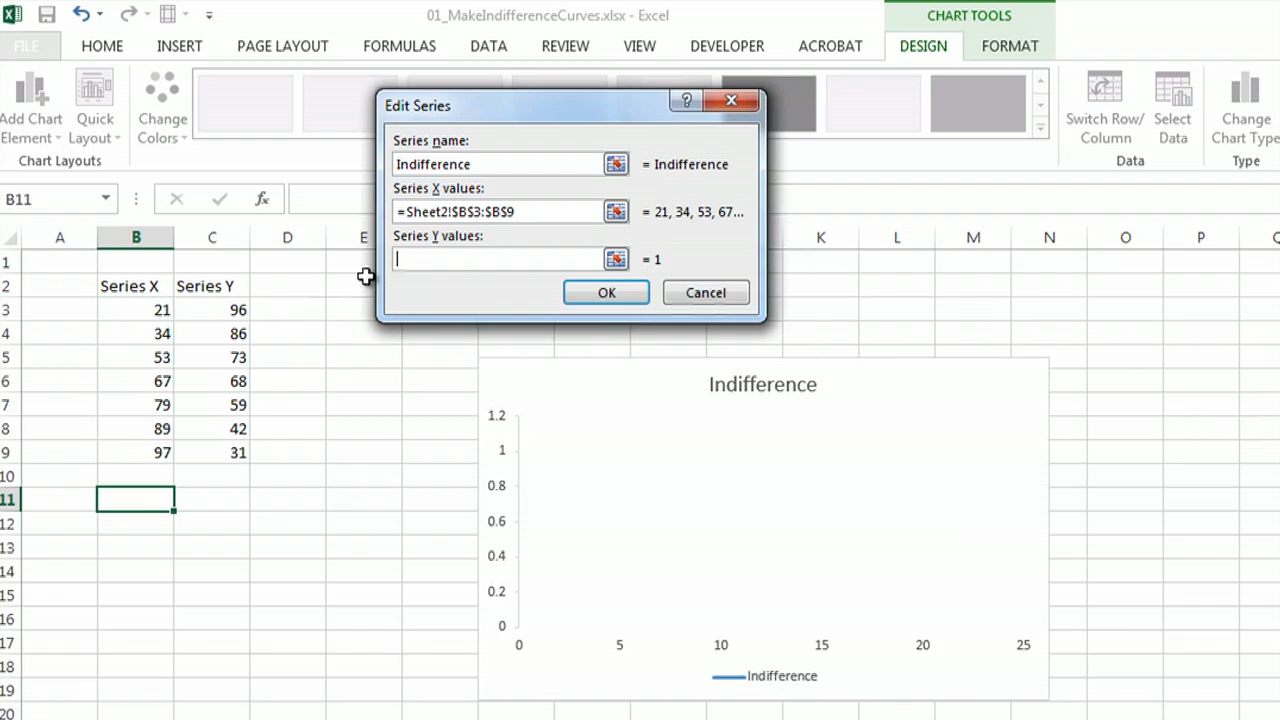 01_MakeIndifferenceCurves.xlsx - Excel
CHART TOOLS
FILE HOME INSERT PAGE LAYOUT FORMULAS DATA REVIEW VIEW DEVELOPER ACROBAT DESIGN FORMAT
Add Chart Element
Quick Layout
Change Colors
Switch Row/ Column
Select Data
Change Chart Type
Chart Layouts
Data
Type
Edit Series
?
Series name:
Indifference = Indifference
Series X values:
=Sheet2!$B$3:$B$9 = 21, 34, 53, 67...
Series Y values:
= 1
OK Cancel
B11
fx
A B C D E K L M N O P Q
1
2 Series X Series Y
3 21 96
4 34 86
5 53 73
6 67 68
7 79 59
8 89 42
9 97 31
10
11
12
13
14
15
16
17
18
19
20
Indifference
1.2
1
0.8
0.6
0.4
0.2
0
0 5 10 15 20 25
Indifference